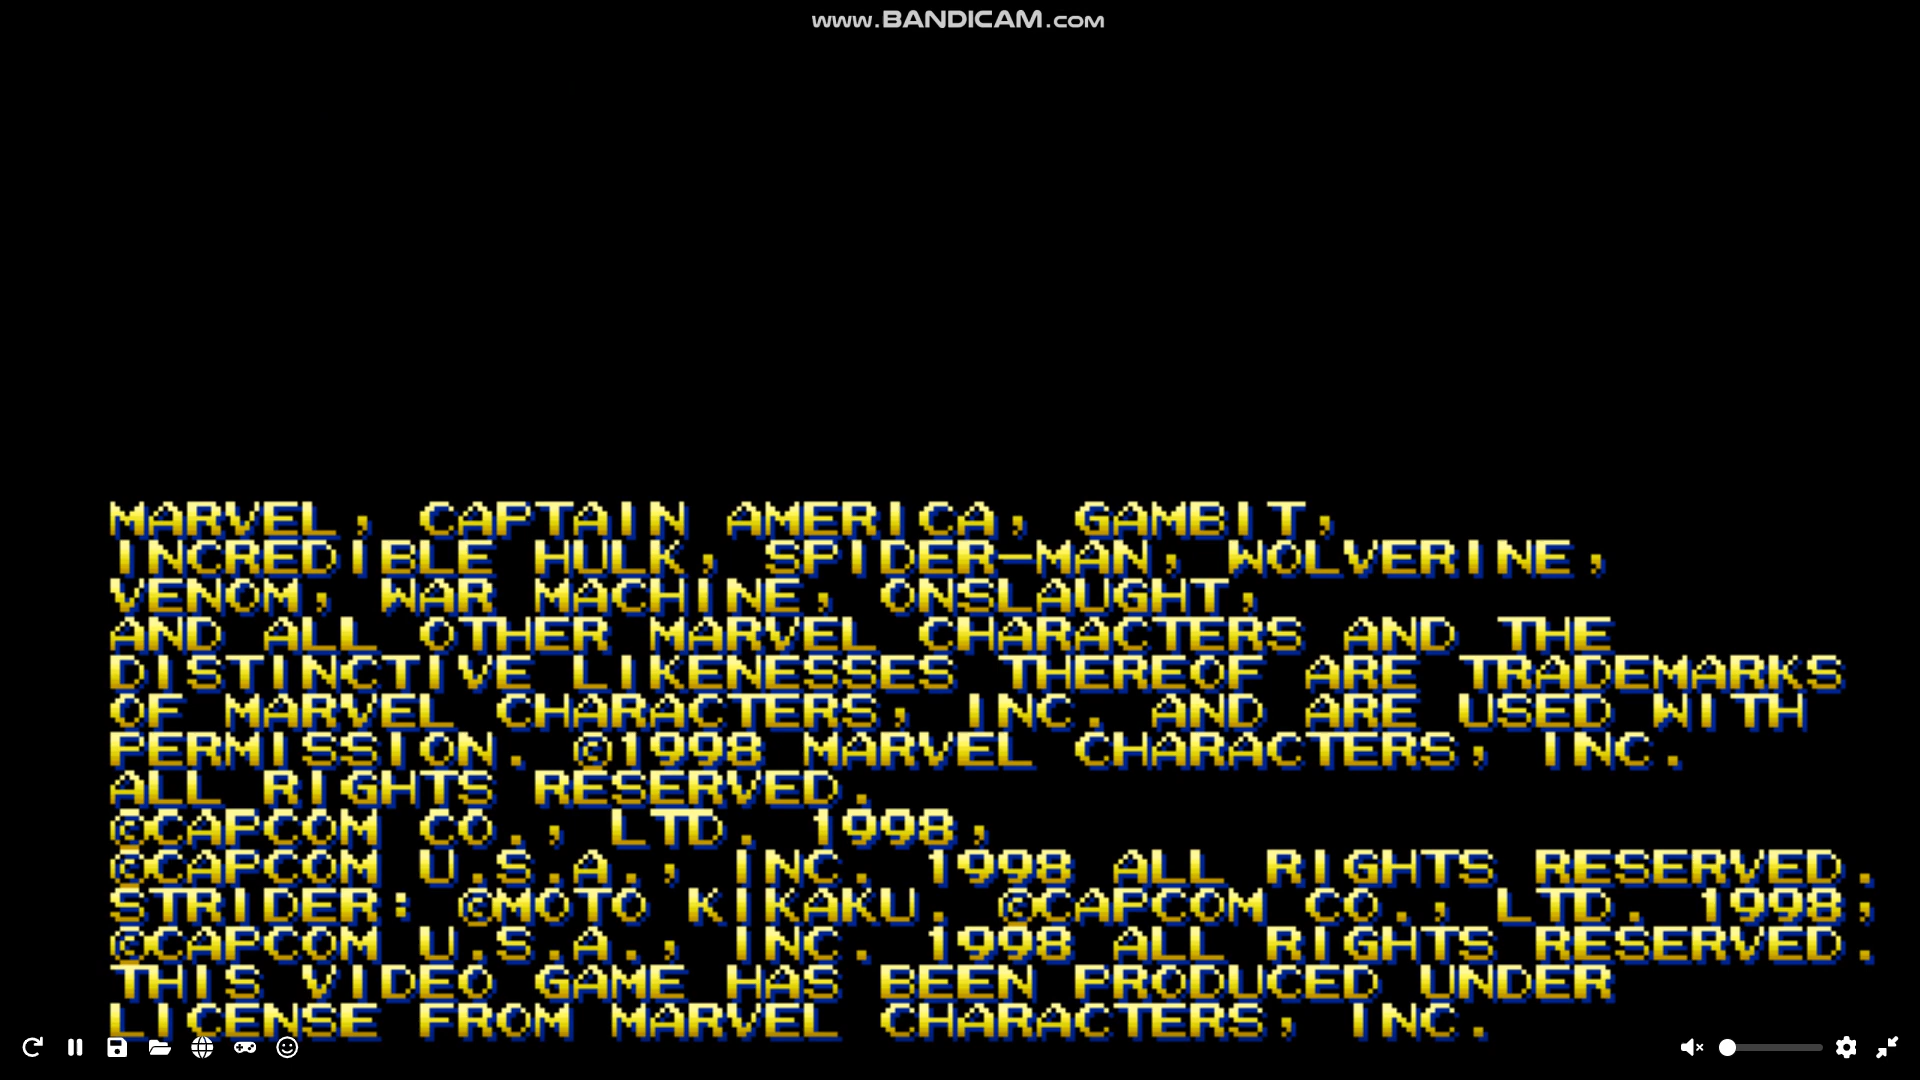 www.BANDICAM.com
MARVEL, CAPTAIN AMERICA, GAMBIT,
INCREDIBLE HULK, SPIDER-MAN, WOLVERINE,
VENOM, WAR MACHINE, ONSLAUGHT,
AND ALL OTHER MARVEL CHARACTERS AND THE
DISTINCTIVE LIKENESSES THEREOF ARE TRADEMARKS
OF MARVEL CHARACTERS, INC. AND ARE USED WITH
PERMISSION. ©1998 MARVEL CHARACTERS, INC.
ALL RIGHTS RESERVED.
©CAPCOM CO., LTD. 1998,
©CAPCOM U.S.A., INC. 1998 ALL RIGHTS RESERVED.
STRIDER: ©MOTO KIKAKU. ©CAPCOM CO., LTD. 1998,
©CAPCOM U.S.A., INC. 1998 ALL RIGHTS RESERVED.
THIS VIDEO GAME HAS BEEN PRODUCED UNDER
LICENSE FROM MARVEL CHARACTERS, INC.